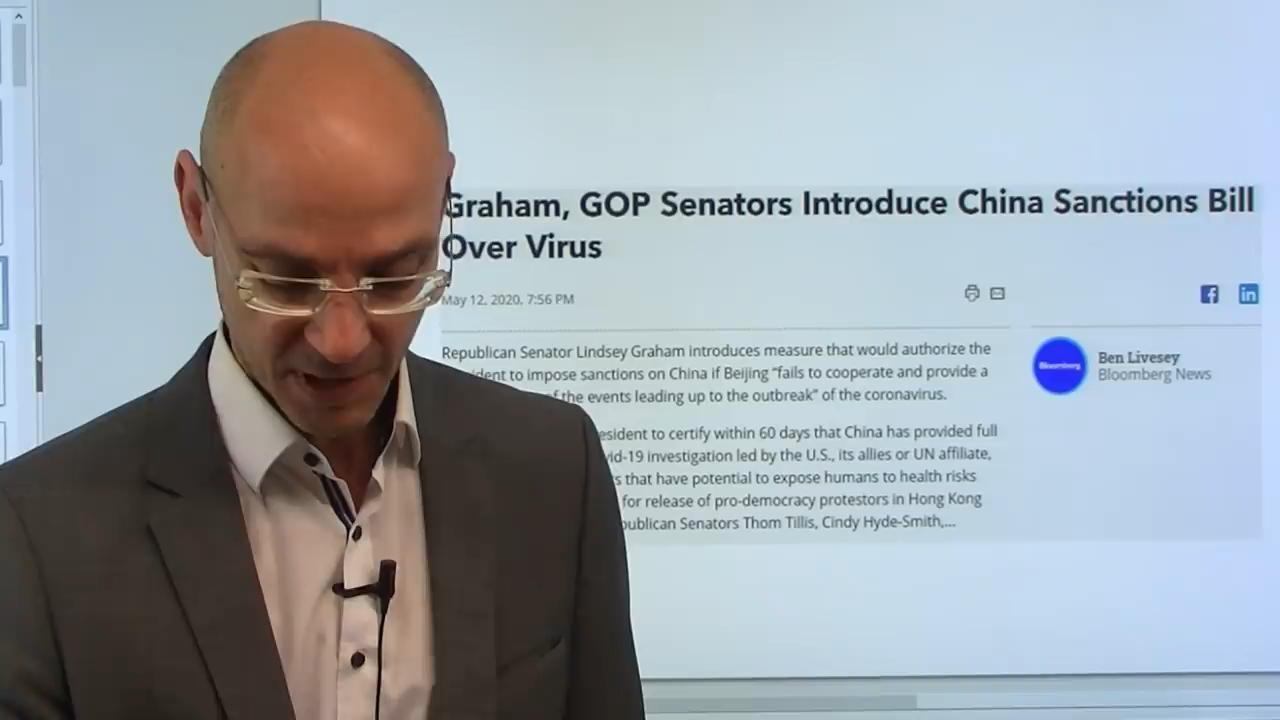 Graham, GOP Senators Introduce China Sanctions Bill
Over Virus
May 12, 2020, 7:56 PM
Republican Senator Lindsey Graham introduces measure that would authorize the
to impose sanctions on China if Beijing “fails to cooperate and provide a
of the events leading up to the outbreak” of the coronavirus.
to certify within 60 days that China has provided full
investigation led by the U.S., its allies or UN affiliate,
that have potential to expose humans to health risks
for release of pro-democracy protestors in Hong Kong
Senators Thom Tillis, Cindy Hyde-Smith,...
f
in
Bloomberg
Ben Livesey
Bloomberg News